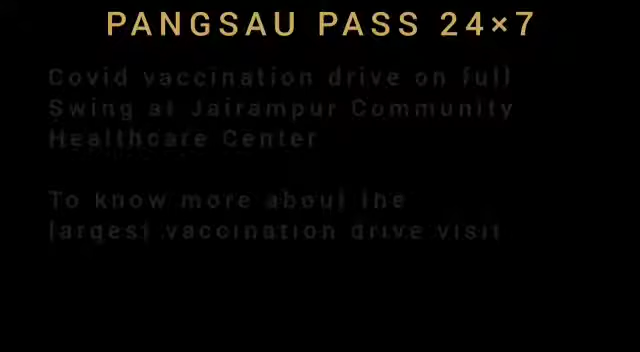 PANGSAU PASS 24×7
Covid vaccination drive on full
Swing at Jairampur Community
Healthcare Center
To know more about the
largest vaccination drive visit